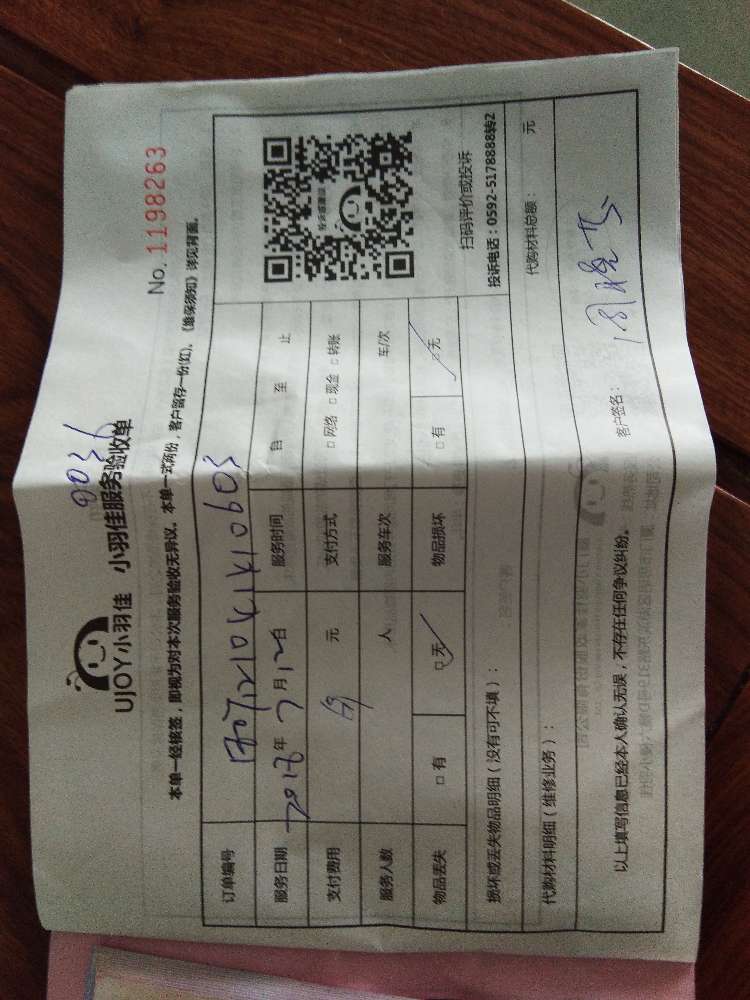 No. 1198263
9036
UJOY小羽佳 小羽佳服务验收单
本单一经核签，即视为对本次服务验收无异议。本单一式两份，客户留存一份(红)。《维保须知》详见背面。
订单编号
服务日期 2018年7月12日 服务时间 自 至 止
支付费用 元 支付方式 □网络 □现金 □转账
服务人数 人 服务车次 车/次
物品丢失 □有 □无 物品损坏 □有 □无
扫码评价或投诉
投诉电话：0592-5178888转2
损坏或丢失物品明细（没有可不填）：
代购材料明细（维修业务）： 代购材料总额： 元
以上填写信息已经本人确认无误，不存在任何争议纠纷。 客户签名：